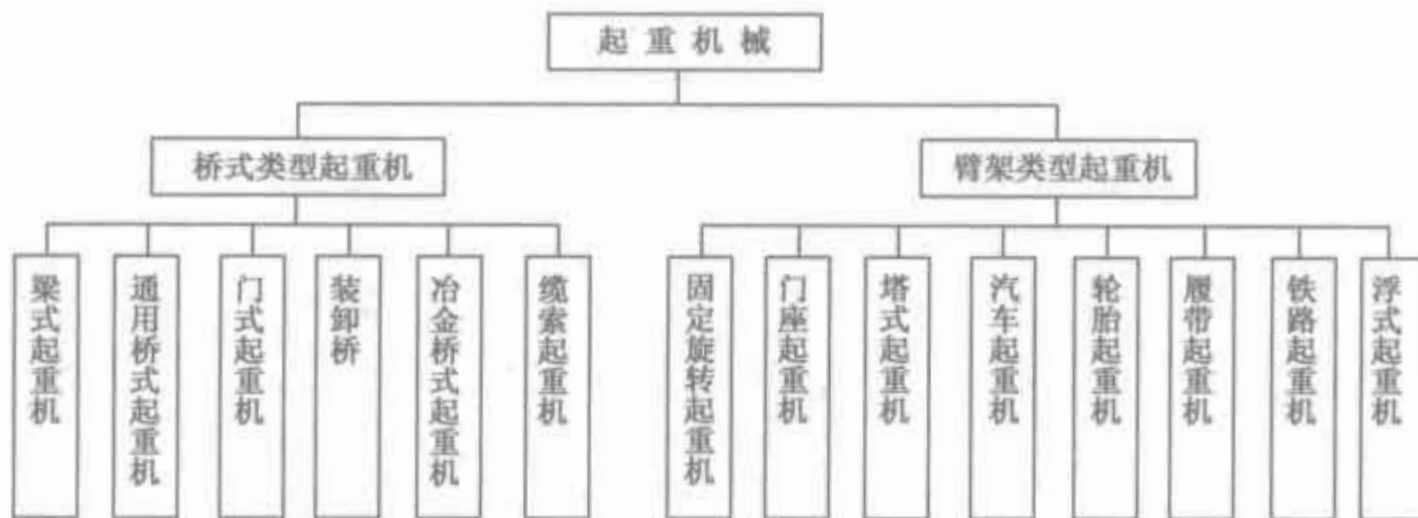 起重机械
桥式类型起重机
臂架类型起重机
梁式起重机
通用桥式起重机
门式起重机
装卸桥
冶金桥式起重机
缆索起重机
固定旋转起重机
门座起重机
塔式起重机
汽车起重机
轮胎起重机
履带起重机
铁路起重机
浮式起重机